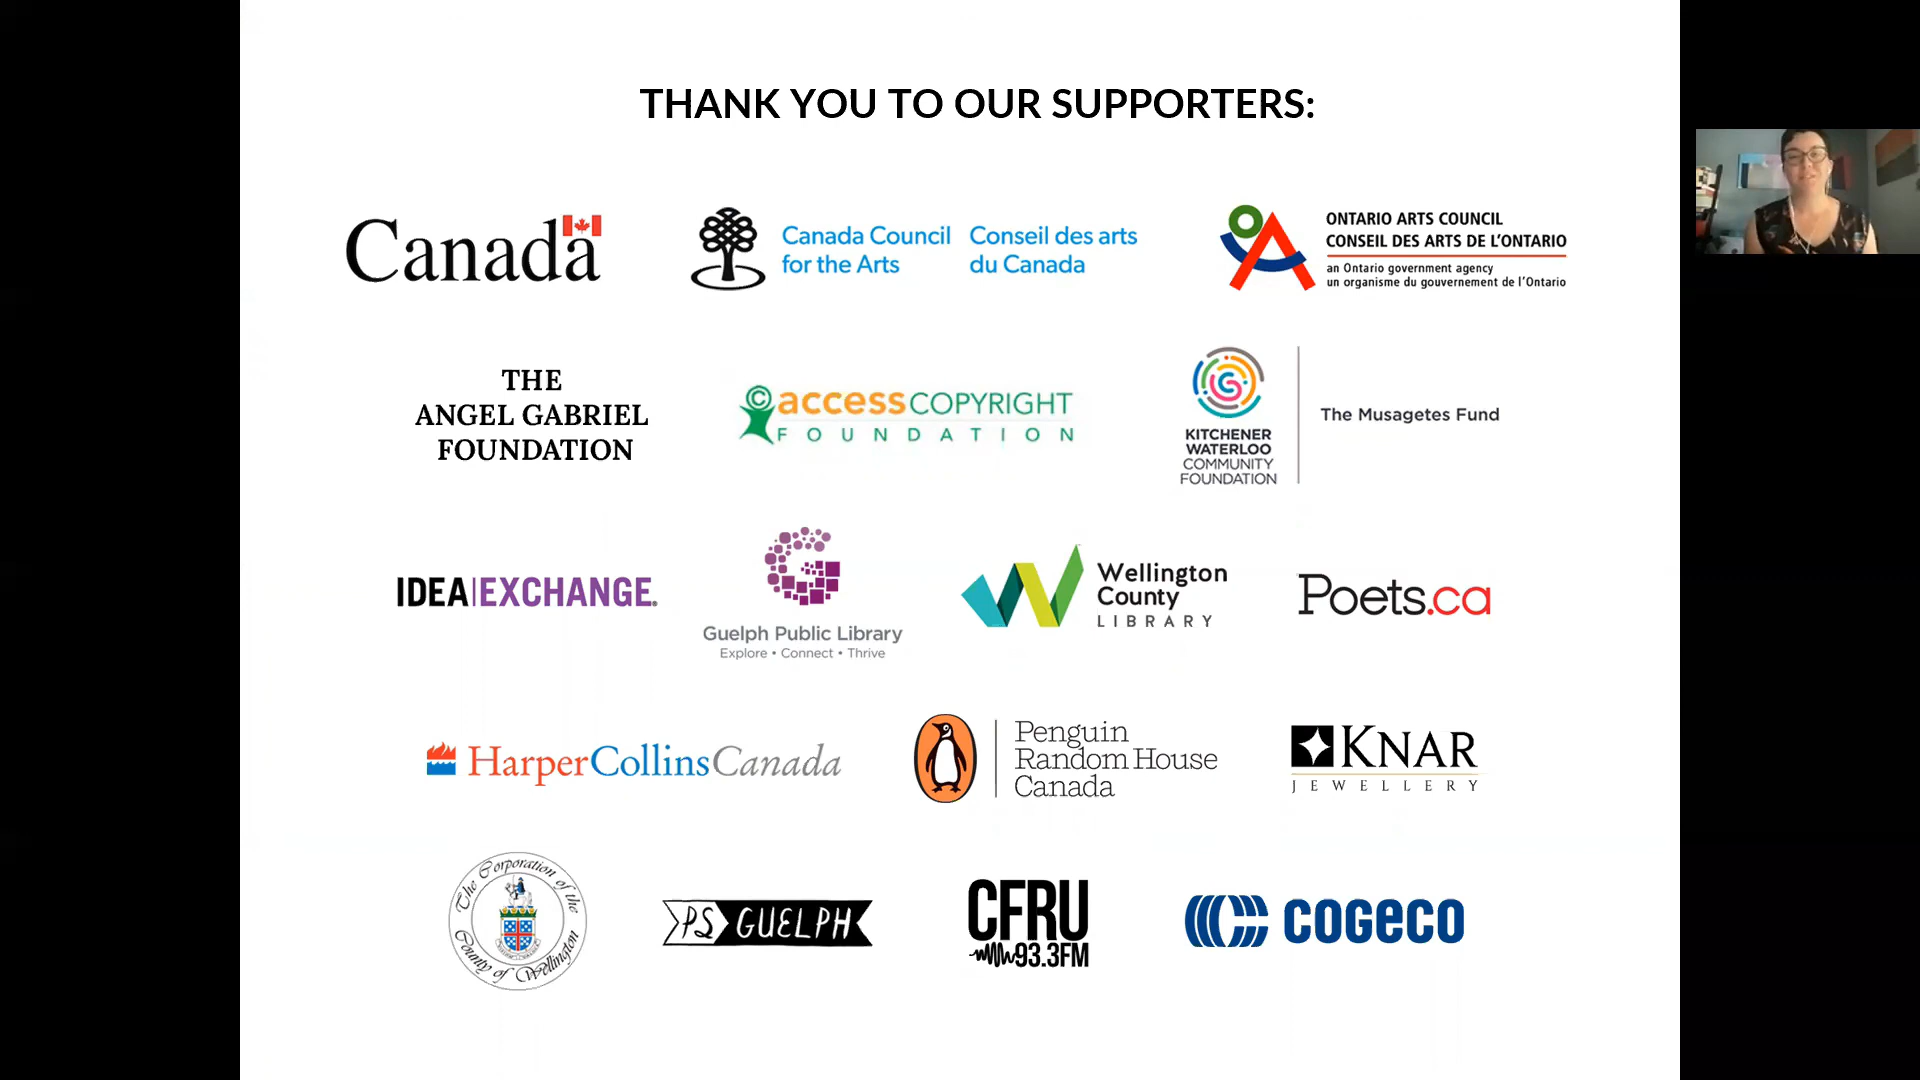 THANK YOU TO OUR SUPPORTERS:
Canada
Canada Council for the Arts
Conseil des arts du Canada
ONTARIO ARTS COUNCIL
CONSEIL DES ARTS DE L'ONTARIO
an Ontario government agency
un organisme du gouvernement de l'Ontario
THE
ANGEL GABRIEL
FOUNDATION
©accessCOPYRIGHT
FOUNDATION
KITCHENER
WATERLOO
COMMUNITY
FOUNDATION
The Musagetes Fund
IDEA|EXCHANGE.
Guelph Public Library
Explore • Connect • Thrive
Wellington
County
LIBRARY
Poets.ca
HarperCollinsCanada
Penguin
Random House
Canada
KNAR
JEWELLERY
The Corporation of the
County of Wellington
PS GUELPH
CFRU
93.3FM
COGECO